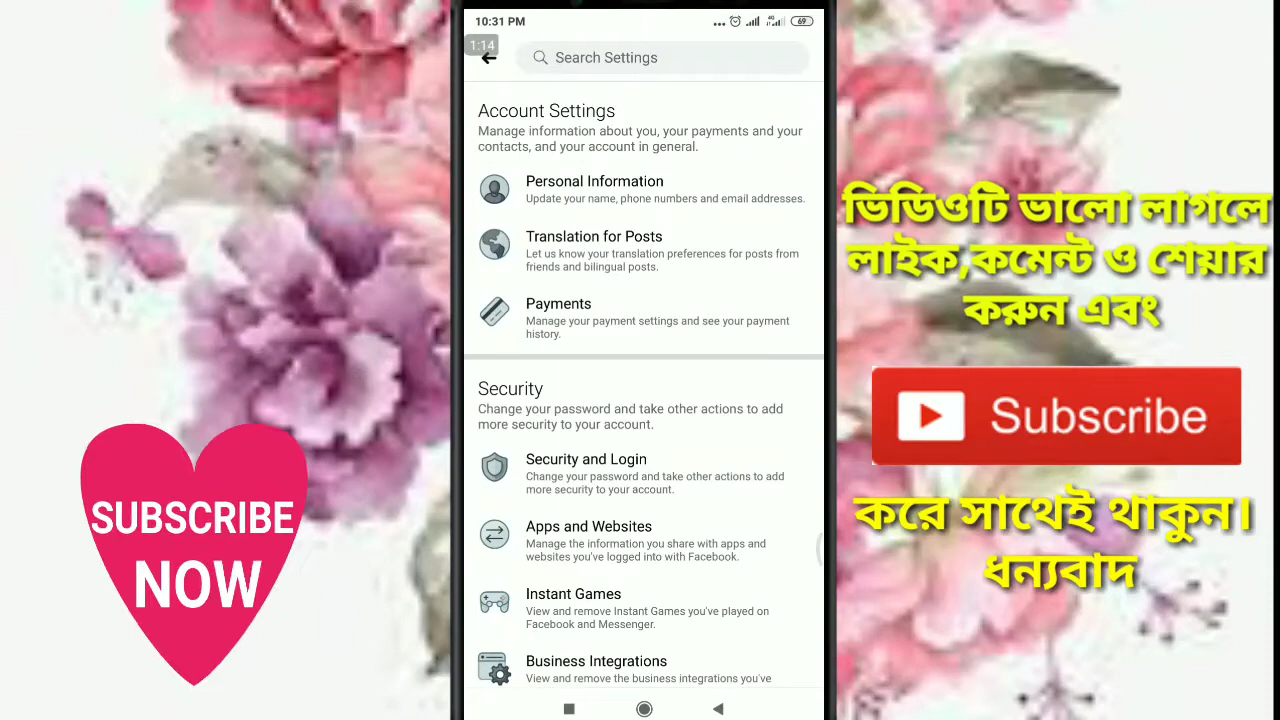 10:31 PM
4G
69
1:14
Search Settings
Account Settings
Manage information about you, your payments and your
contacts, and your account in general.
Personal Information
Update your name, phone numbers and email addresses.
Translation for Posts
Let us know your translation preferences for posts from
friends and bilingual posts.
Payments
Manage your payment settings and see your payment
history.
Security
Change your password and take other actions to add
more security to your account.
Security and Login
Change your password and take other actions to add
more security to your account.
Apps and Websites
Manage the information you share with apps and
websites you've logged into with Facebook.
Instant Games
View and remove Instant Games you've played on
Facebook and Messenger.
Business Integrations
View and remove the business integrations you've
SUBSCRIBE
NOW
ভিডিওটি ভালো লাগলে
লাইক,কমেন্ট ও শেয়ার
করুন এবং
Subscribe
করে সাথেই থাকুন।
ধন্যবাদ